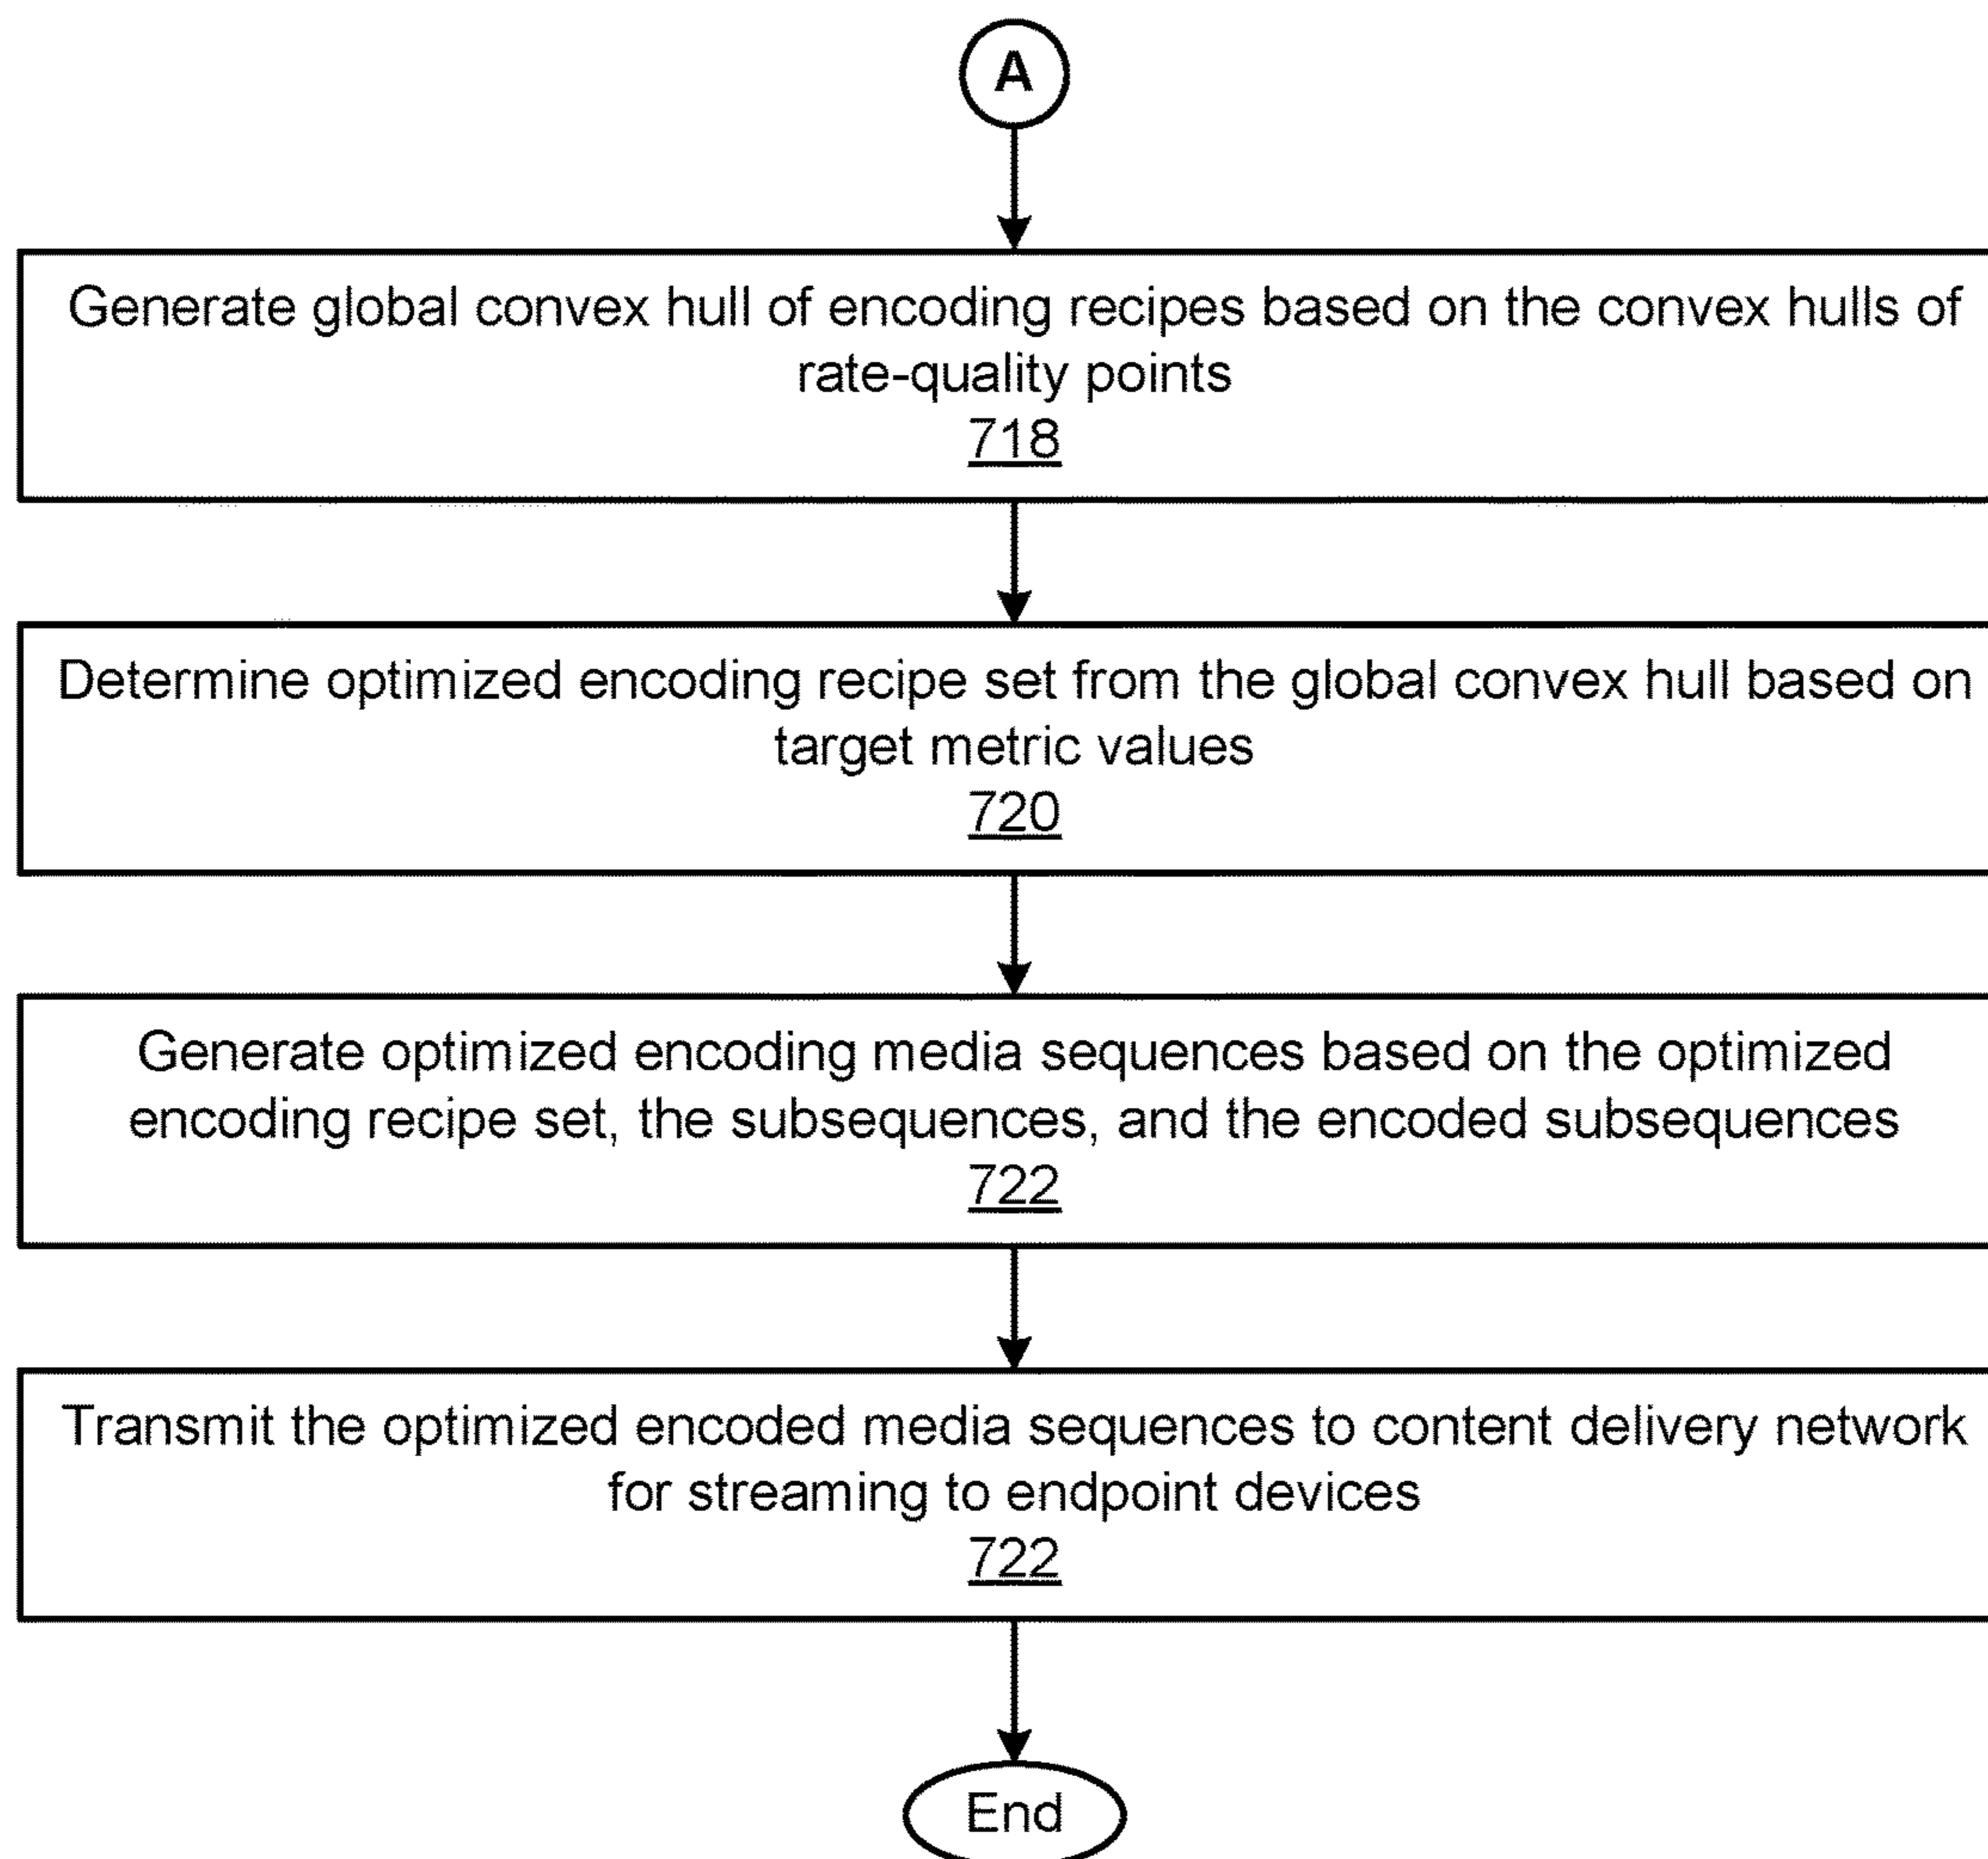 A
Generate global convex hull of encoding recipes based on the convex hulls of
rate-quality points
718
Determine optimized encoding recipe set from the global convex hull based on
target metric values
720
Generate optimized encoding media sequences based on the optimized
encoding recipe set, the subsequences, and the encoded subsequences
722
Transmit the optimized encoded media sequences to content delivery network
for streaming to endpoint devices
722
End